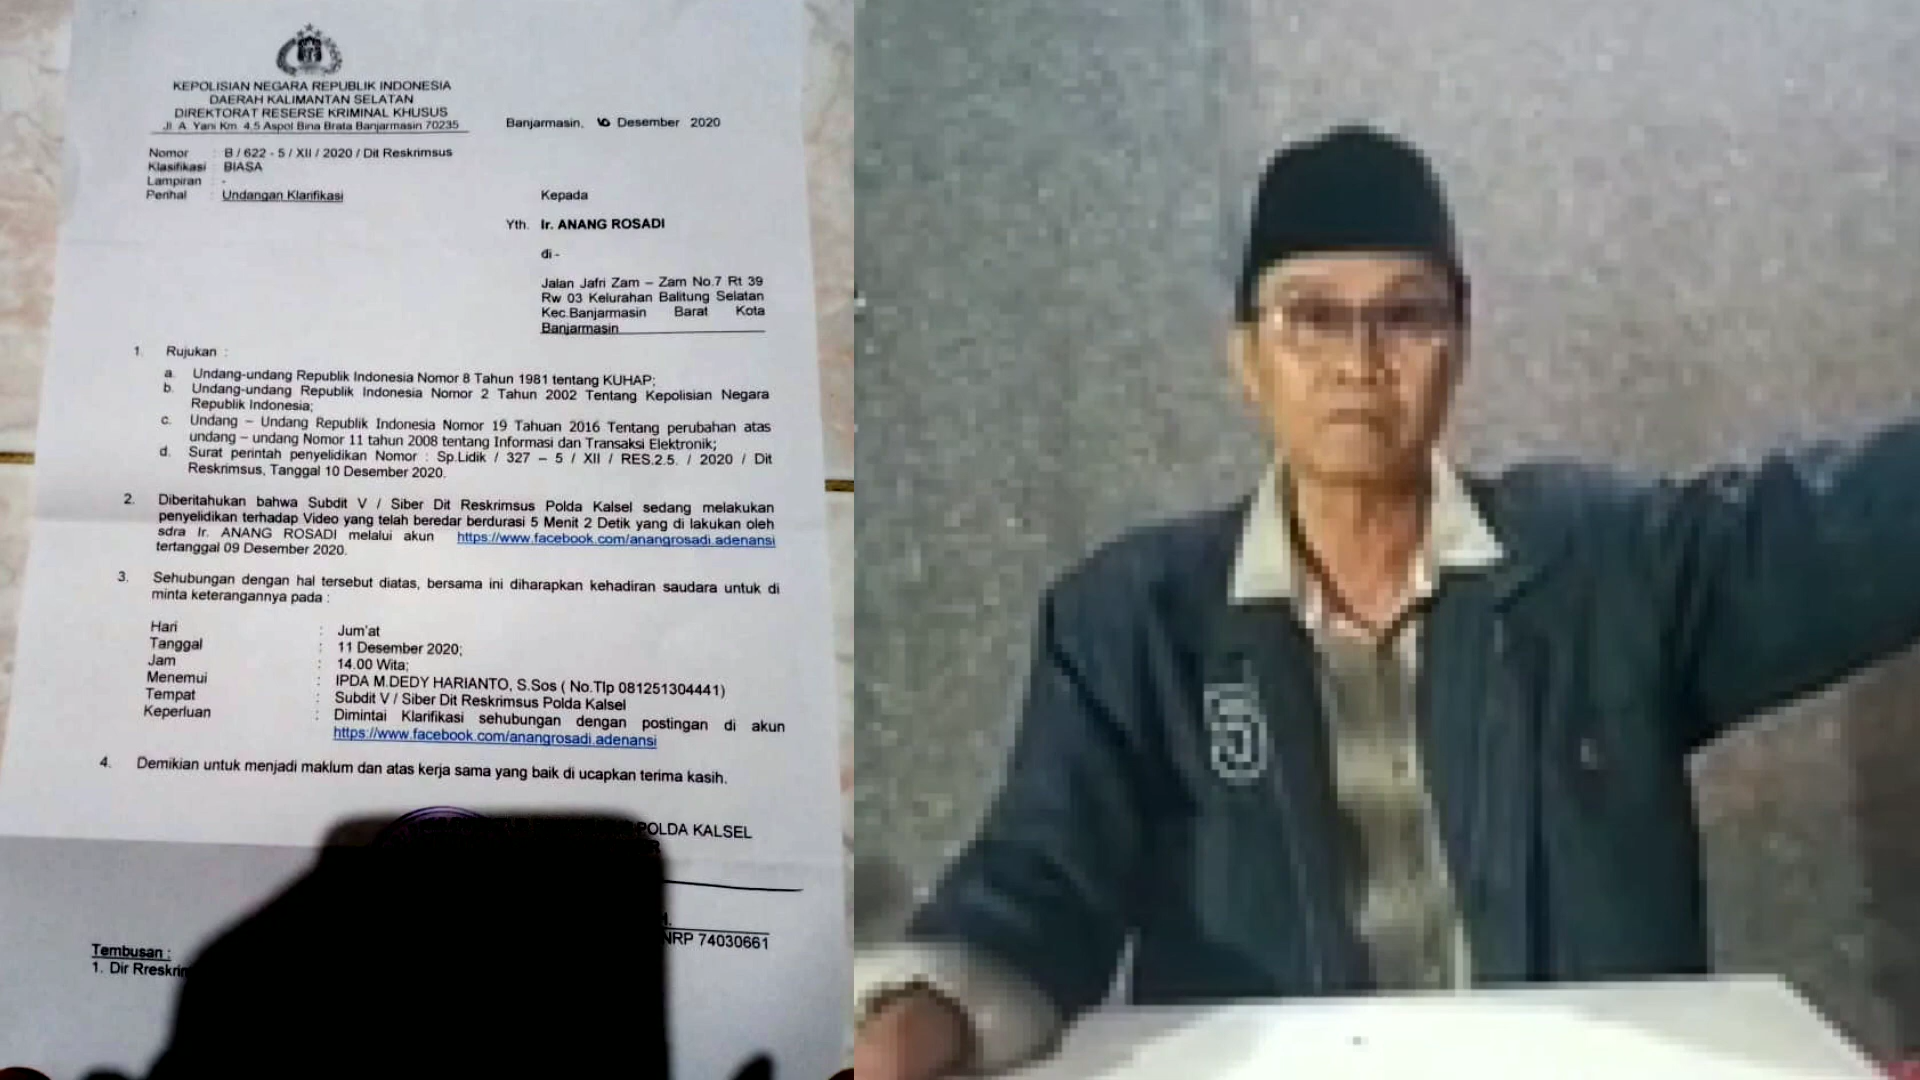 KEPOLISIAN NEGARA REPUBLIK INDONESIA
DAERAH KALIMANTAN SELATAN
DIREKTORAT RESERSE KRIMINAL KHUSUS
Jl. A. Yani Km. 4,5 Aspol Bina Brata Banjarmasin 70235
Banjarmasin, 10 Desember 2020
Nomor : B / 622 - 5 / XII / 2020 / Dit Reskrimsus
Klasifikasi : BIASA
Lampiran : -
Perihal : Undangan Klarifikasi
Kepada
Yth. Ir. ANANG ROSADI
di -
Jalan Jafri Zam – Zam No.7 Rt 39
Rw 03 Kelurahan Balitung Selatan
Kec.Banjarmasin Barat Kota
Banjarmasin
1. Rujukan :
a. Undang-undang Republik Indonesia Nomor 8 Tahun 1981 tentang KUHAP;
b. Undang-undang Republik Indonesia Nomor 2 Tahun 2002 Tentang Kepolisian Negara
Republik Indonesia;
c. Undang – Undang Republik Indonesia Nomor 19 Tahuan 2016 Tentang perubahan atas
undang – undang Nomor 11 tahun 2008 tentang Informasi dan Transaksi Elektronik;
d. Surat perintah penyelidikan Nomor : Sp.Lidik / 327 – 5 / XII / RES.2.5. / 2020 / Dit
Reskrimsus, Tanggal 10 Desember 2020.
2. Diberitahukan bahwa Subdit V / Siber Dit Reskrimsus Polda Kalsel sedang melakukan
penyelidikan terhadap Video yang telah beredar berdurasi 5 Menit 2 Detik yang di lakukan oleh
sdra Ir. ANANG ROSADI melalui akun https://www.facebook.com/anangrosadi.adenansi
tertanggal 09 Desember 2020.
3. Sehubungan dengan hal tersebut diatas, bersama ini diharapkan kehadiran saudara untuk di
minta keterangannya pada :
Hari : Jum'at
Tanggal : 11 Desember 2020;
Jam : 14.00 Wita;
Menemui : IPDA M.DEDY HARIANTO, S.Sos ( No.Tlp 081251304441)
Tempat : Subdit V / Siber Dit Reskrimsus Polda Kalsel
Keperluan : Dimintai Klarifikasi sehubungan dengan postingan di akun
https://www.facebook.com/anangrosadi.adenansi
4. Demikian untuk menjadi maklum dan atas kerja sama yang baik di ucapkan terima kasih.
POLDA KALSEL
NRP 74030661
Tembusan :
1. Dir Rreskrim